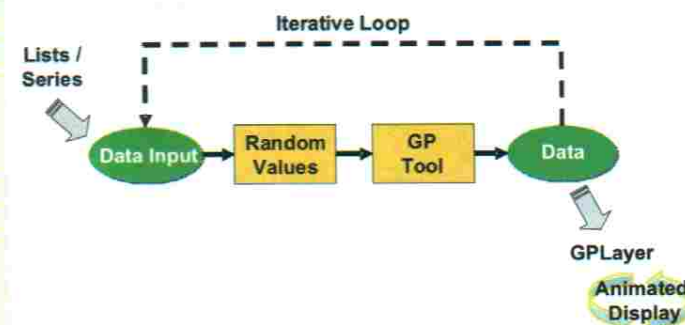 Iterative Loop
Lists /
Series
Data Input
Random
Values
GP
Tool
Data
GPLayer
Animated
Display